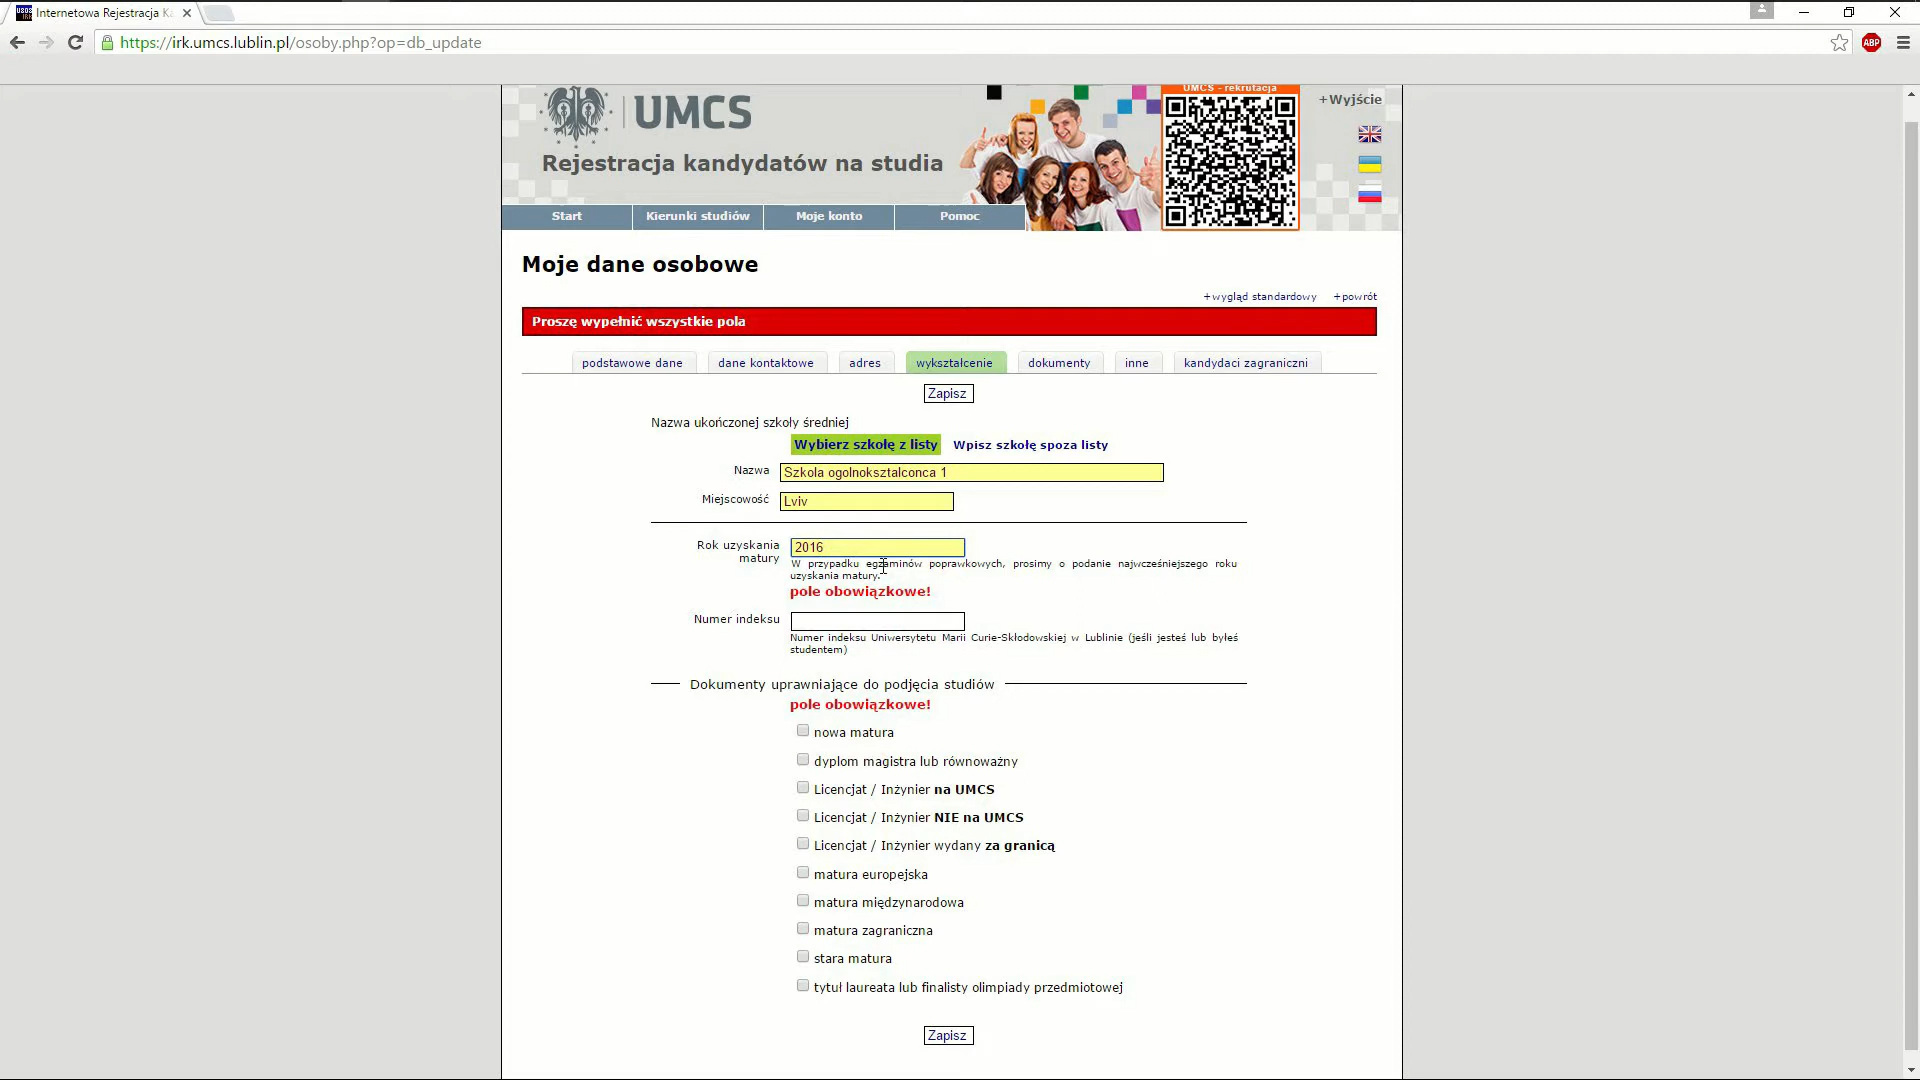 Internetowa Rejestracja Ka
https://irk.umcs.lublin.pl/osoby.php?op=db_update
ABP
UMCS
UMCS - rekrutacja
+Wyjście
Rejestracja kandydatów na studia
Start
Kierunki studiów
Moje konto
Pomoc
Moje dane osobowe
+wygląd standardowy
+powrót
Proszę wypełnić wszystkie pola
podstawowe dane
dane kontaktowe
adres
wykształcenie
dokumenty
inne
kandydaci zagraniczni
Zapisz
Nazwa ukończonej szkoły średniej
Wybierz szkołę z listy
Wpisz szkołę spoza listy
Nazwa
Szkola ogolnoksztalconca 1
Miejscowość
Lviv
Rok uzyskania
matury
2016
W przypadku egzaminów poprawkowych, prosimy o podanie najwcześniejszego roku
uzyskania matury.
pole obowiązkowe!
Numer indeksu
Numer indeksu Uniwersytetu Marii Curie-Skłodowskiej w Lublinie (jeśli jesteś lub byłeś
studentem)
Dokumenty uprawniające do podjęcia studiów
pole obowiązkowe!
nowa matura
dyplom magistra lub równoważny
Licencjat / Inżynier na UMCS
Licencjat / Inżynier NIE na UMCS
Licencjat / Inżynier wydany za granicą
matura europejska
matura międzynarodowa
matura zagraniczna
stara matura
tytuł laureata lub finalisty olimpiady przedmiotowej
Zapisz